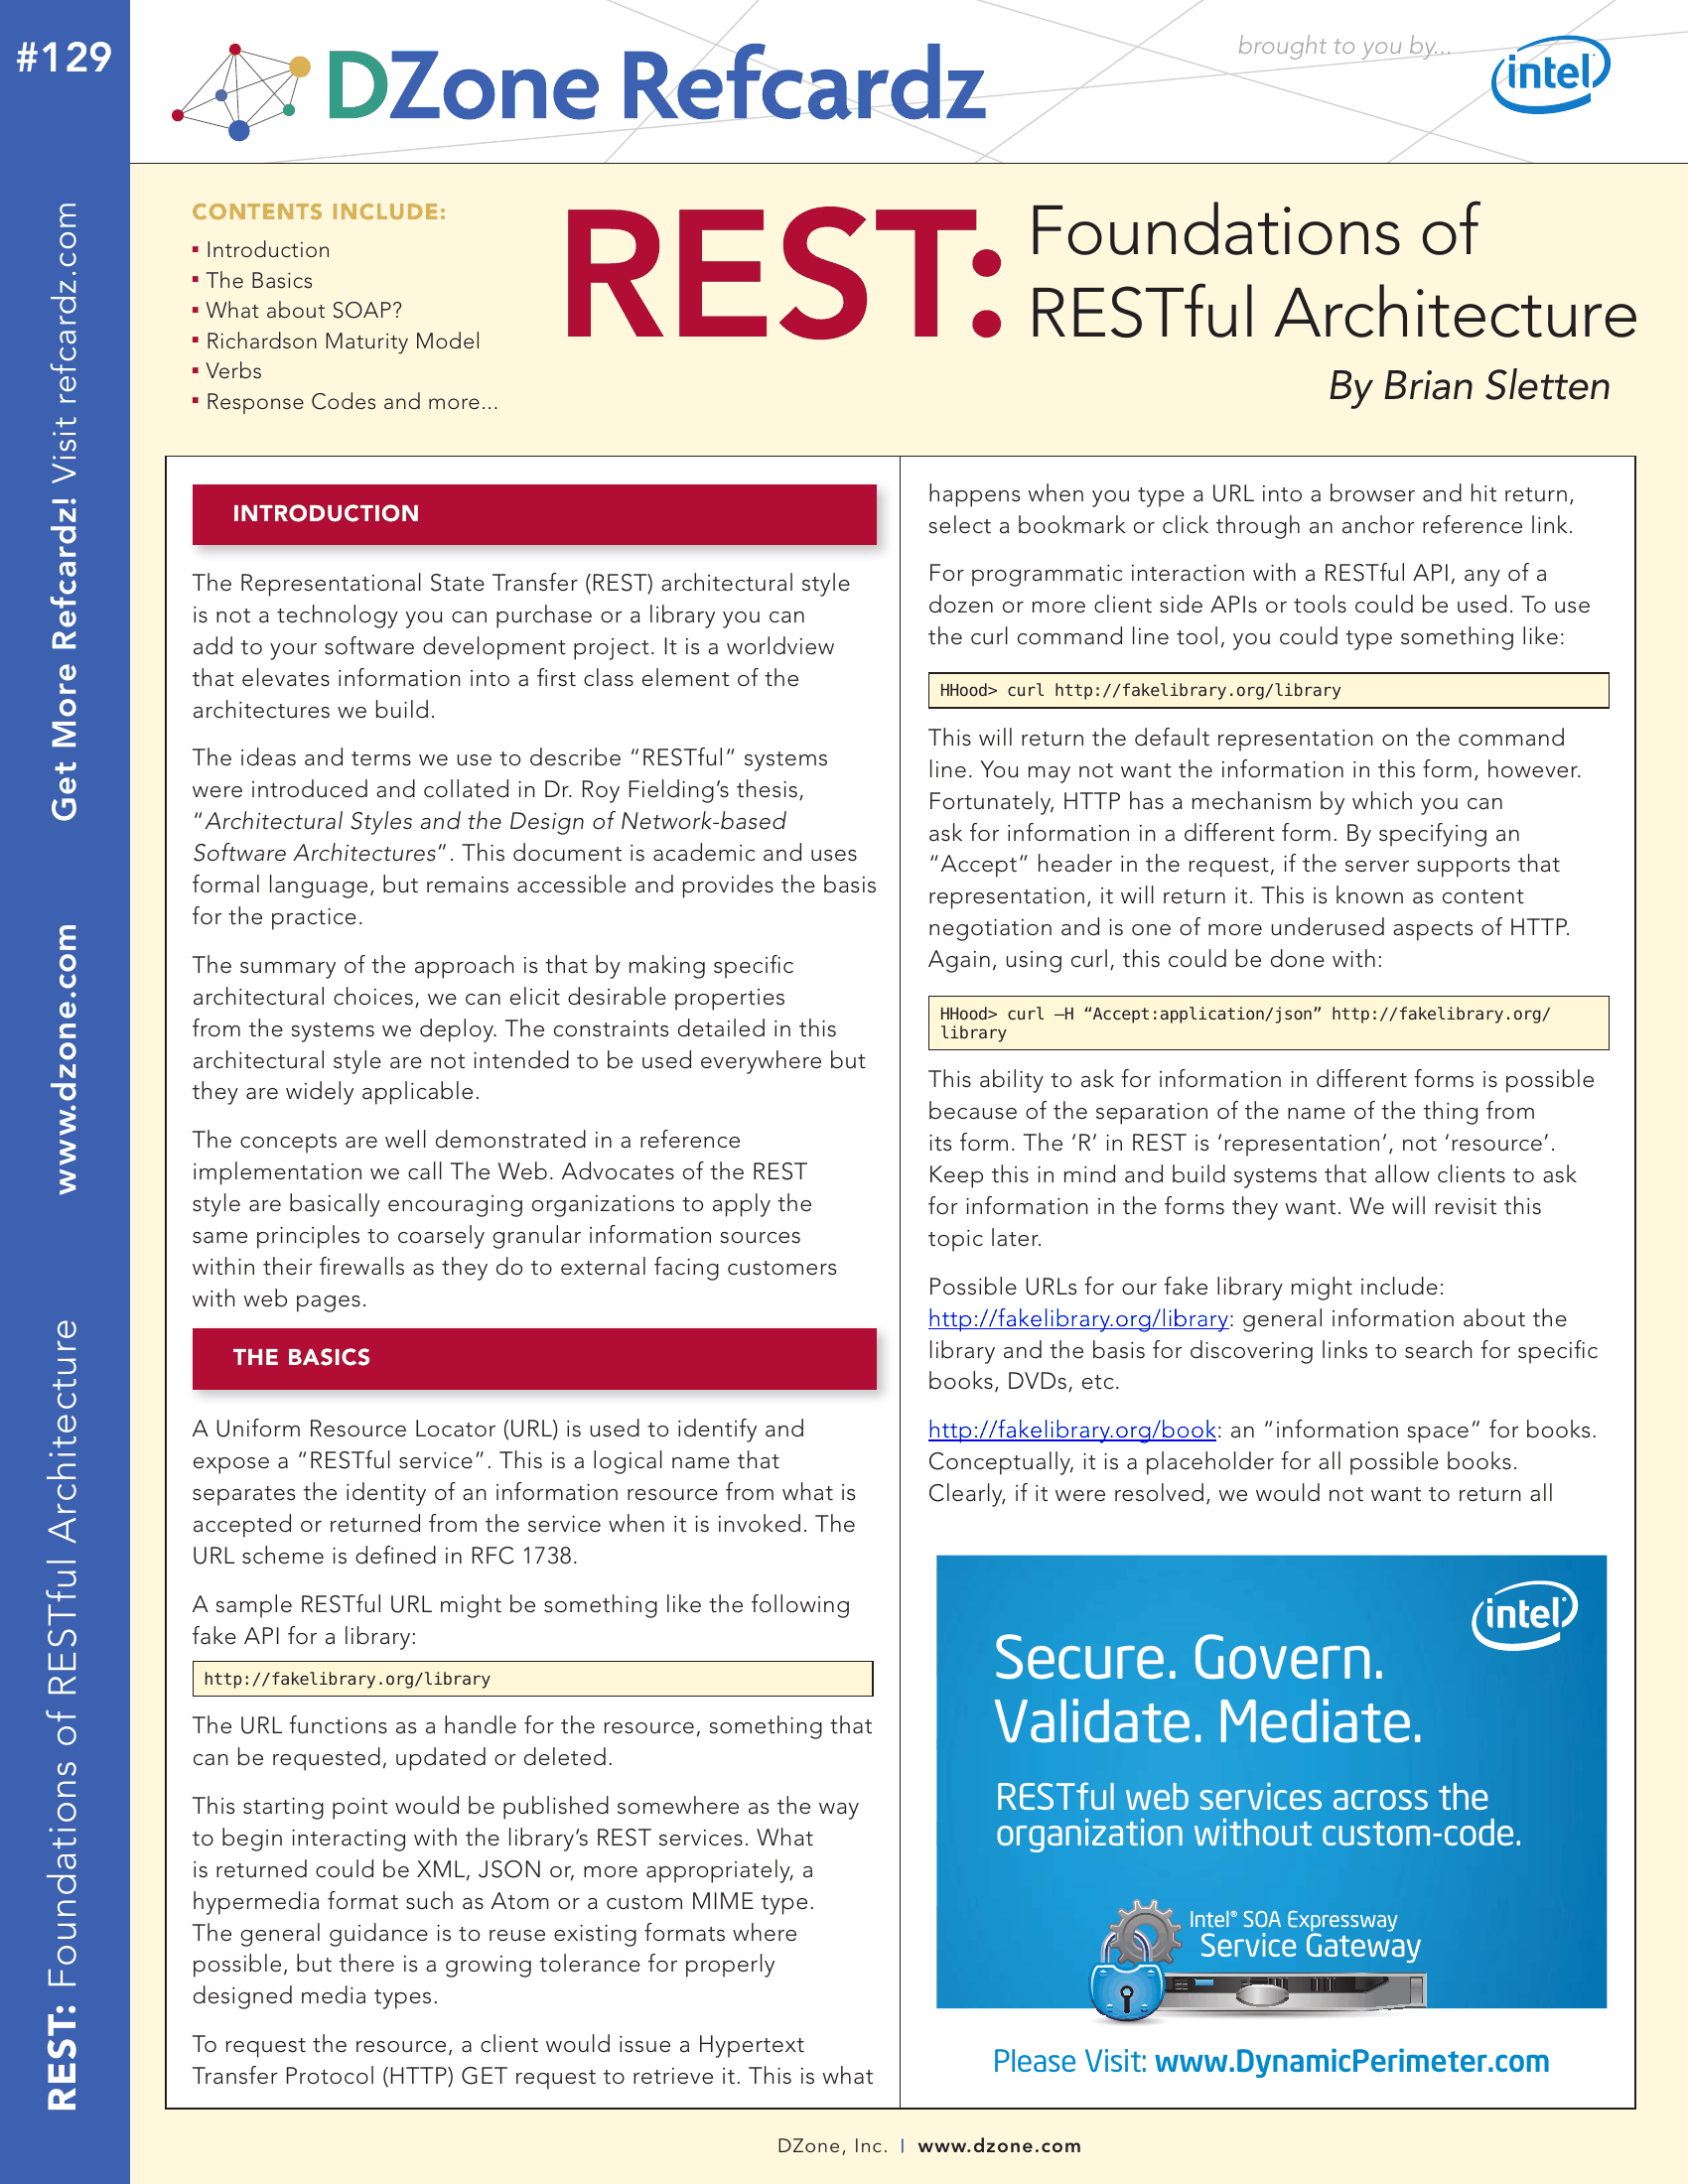 #129
DZone Refcardz
brought to you by...
intel
Get More Refcardz! Visit refcardz.com
www.dzone.com
REST: Foundations of RESTful Architecture
CONTENTS INCLUDE:
▪ Introduction
▪ The Basics
▪ What about SOAP?
▪ Richardson Maturity Model
▪ Verbs
▪ Response Codes and more...
REST:
Foundations of
RESTful Architecture
By Brian Sletten
INTRODUCTION
The Representational State Transfer (REST) architectural style
is not a technology you can purchase or a library you can
add to your software development project. It is a worldview
that elevates information into a first class element of the
architectures we build.
The ideas and terms we use to describe “RESTful” systems
were introduced and collated in Dr. Roy Fielding’s thesis,
“Architectural Styles and the Design of Network-based
Software Architectures”. This document is academic and uses
formal language, but remains accessible and provides the basis
for the practice.
The summary of the approach is that by making specific
architectural choices, we can elicit desirable properties
from the systems we deploy. The constraints detailed in this
architectural style are not intended to be used everywhere but
they are widely applicable.
The concepts are well demonstrated in a reference
implementation we call The Web. Advocates of the REST
style are basically encouraging organizations to apply the
same principles to coarsely granular information sources
within their firewalls as they do to external facing customers
with web pages.
THE BASICS
A Uniform Resource Locator (URL) is used to identify and
expose a “RESTful service”. This is a logical name that
separates the identity of an information resource from what is
accepted or returned from the service when it is invoked. The
URL scheme is defined in RFC 1738.
A sample RESTful URL might be something like the following
fake API for a library:
http://fakelibrary.org/library
The URL functions as a handle for the resource, something that
can be requested, updated or deleted.
This starting point would be published somewhere as the way
to begin interacting with the library’s REST services. What
is returned could be XML, JSON or, more appropriately, a
hypermedia format such as Atom or a custom MIME type.
The general guidance is to reuse existing formats where
possible, but there is a growing tolerance for properly
designed media types.
To request the resource, a client would issue a Hypertext
Transfer Protocol (HTTP) GET request to retrieve it. This is what
happens when you type a URL into a browser and hit return,
select a bookmark or click through an anchor reference link.
For programmatic interaction with a RESTful API, any of a
dozen or more client side APIs or tools could be used. To use
the curl command line tool, you could type something like:
HHood> curl http://fakelibrary.org/library
This will return the default representation on the command
line. You may not want the information in this form, however.
Fortunately, HTTP has a mechanism by which you can
ask for information in a different form. By specifying an
“Accept” header in the request, if the server supports that
representation, it will return it. This is known as content
negotiation and is one of more underused aspects of HTTP.
Again, using curl, this could be done with:
HHood> curl –H “Accept:application/json” http://fakelibrary.org/
library
This ability to ask for information in different forms is possible
because of the separation of the name of the thing from
its form. The ‘R’ in REST is ‘representation’, not ‘resource’.
Keep this in mind and build systems that allow clients to ask
for information in the forms they want. We will revisit this
topic later.
Possible URLs for our fake library might include:
http://fakelibrary.org/library: general information about the
library and the basis for discovering links to search for specific
books, DVDs, etc.
http://fakelibrary.org/book: an “information space” for books.
Conceptually, it is a placeholder for all possible books.
Clearly, if it were resolved, we would not want to return all
intel
Secure. Govern.
Validate. Mediate.
RESTful web services across the
organization without custom-code.
Intel® SOA Expressway
Service Gateway
Please Visit: www.DynamicPerimeter.com
DZone, Inc. | www.dzone.com